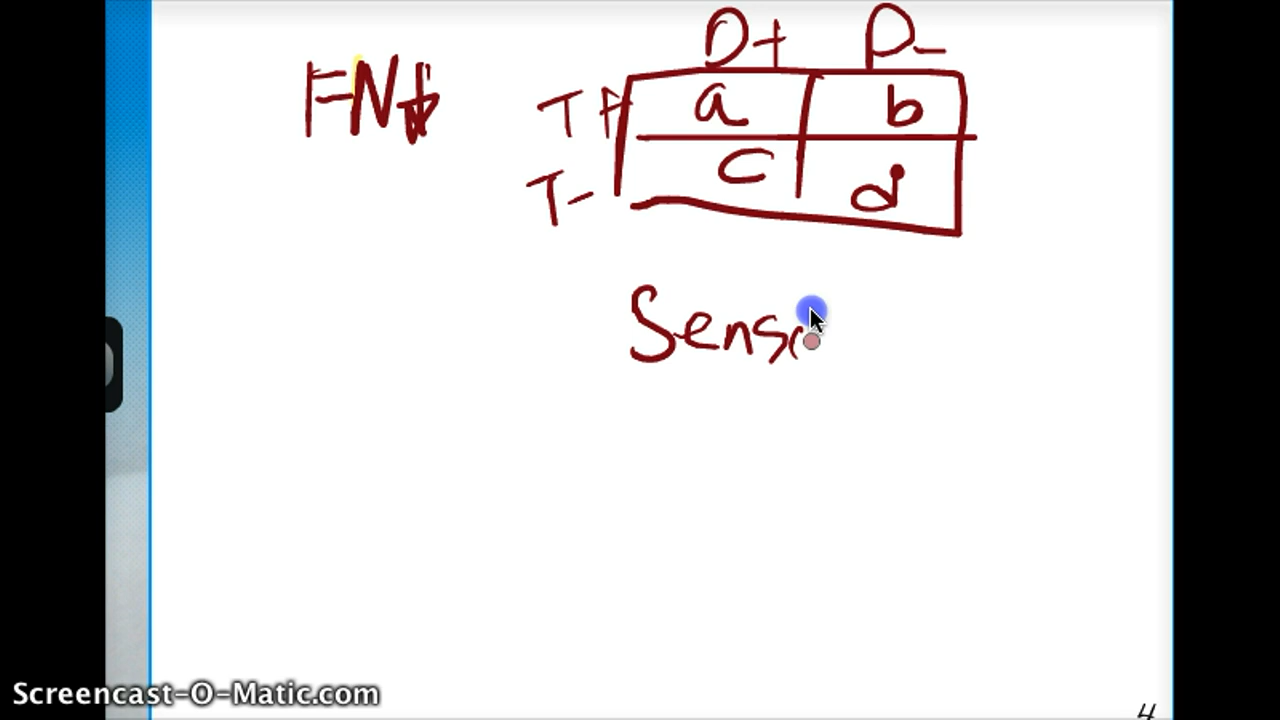 D+ D-
FN↓
T+ a b
T- c d
Sens
Screencast-O-Matic.com
4